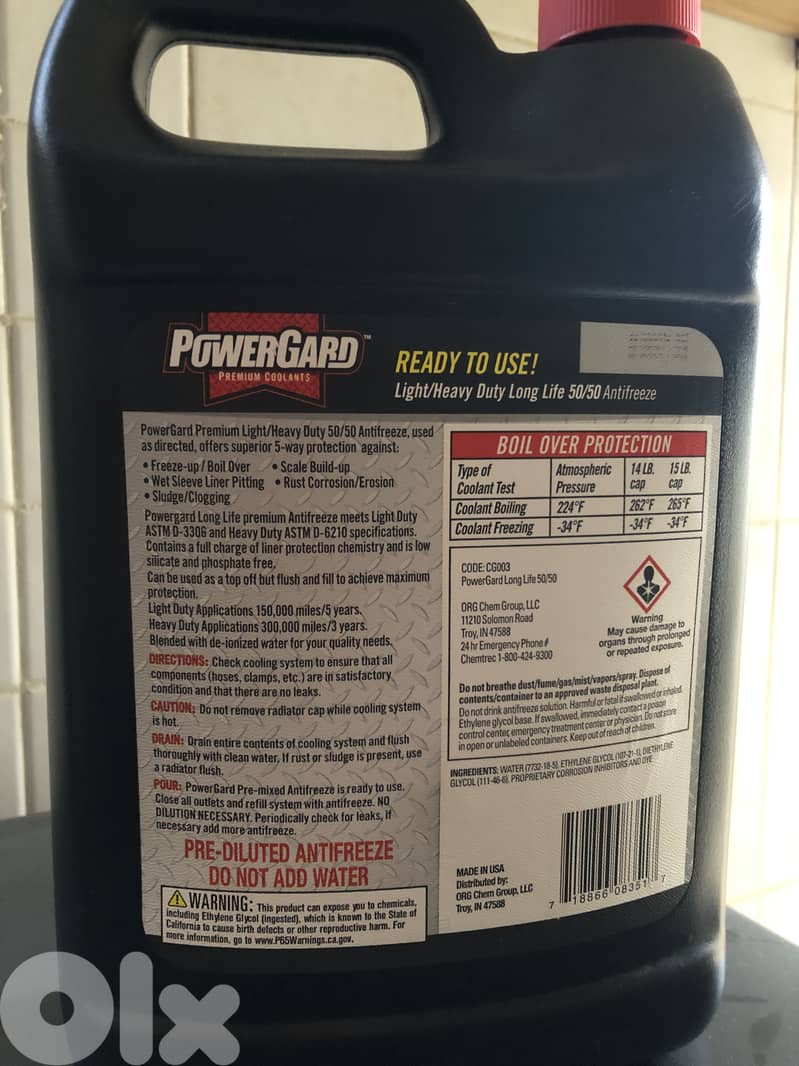 POWERGARD™
PREMIUM COOLANTS
READY TO USE!
Light/Heavy Duty Long Life 50/50 Antifreeze
PowerGard Premium Light/Heavy Duty 50/50 Antifreeze, used
as directed, offers superior 5-way protection against:
• Freeze-up / Boil Over • Scale Build-up
• Wet Sleeve Liner Pitting • Rust Corrosion/Erosion
• Sludge/Clogging
Powergard Long Life premium Antifreeze meets Light Duty
ASTM D-3306 and Heavy Duty ASTM D-6210 specifications.
Contains a full charge of liner protection chemistry and is low
silicate and phosphate free.
Can be used as a top off but flush and fill to achieve maximum
protection.
Light Duty Applications 150,000 miles/5 years.
Heavy Duty Applications 300,000 miles/3 years.
Blended with de-ionized water for your quality needs.
DIRECTIONS: Check cooling system to ensure that all
components (hoses, clamps, etc.) are in satisfactory
condition and that there are no leaks.
CAUTION: Do not remove radiator cap while cooling system
is hot.
DRAIN: Drain entire contents of cooling system and flush
thoroughly with clean water. If rust or sludge is present, use
a radiator flush.
POUR: PowerGard Pre-mixed Antifreeze is ready to use.
Close all outlets and refill system with antifreeze. NO
DILUTION NECESSARY. Periodically check for leaks, if
necessary add more antifreeze.
PRE-DILUTED ANTIFREEZE
DO NOT ADD WATER
WARNING: This product can expose you to chemicals,
including Ethylene Glycol (ingested), which is known to the State of
California to cause birth defects or other reproductive harm. For
more information, go to www.P65Warnings.ca.gov.
BOIL OVER PROTECTION
Type of Atmospheric 14 LB. 15 LB.
Coolant Test Pressure cap cap
Coolant Boiling 224°F 262°F 265°F
Coolant Freezing -34°F -34°F -34°F
CODE: CG003
PowerGard Long Life 50/50
ORG Chem Group, LLC
11210 Solomon Road
Troy, IN 47588
24 hr Emergency Phone #
Chemtrec 1-800-424-9300
Warning
May cause damage to
organs through prolonged
or repeated exposure.
Do not breathe dust/fume/gas/mist/vapors/spray. Dispose of
contents/container to an approved waste disposal plant.
Do not drink antifreeze solution. Harmful or fatal if swallowed or inhaled.
Ethylene glycol base. If swallowed, immediately contact a poison
control center, emergency treatment center or physician. Do not store
in open or unlabeled containers. Keep out of reach of children.
INGREDIENTS: WATER (7732-18-5), ETHYLENE GLYCOL (107-21-1), DIETHYLENE
GLYCOL (111-46-6), PROPRIETARY CORROSION INHIBITORS AND DYE
MADE IN USA
Distributed by:
ORG Chem Group, LLC
Troy, IN 47588
7 18866 08351 7
olx